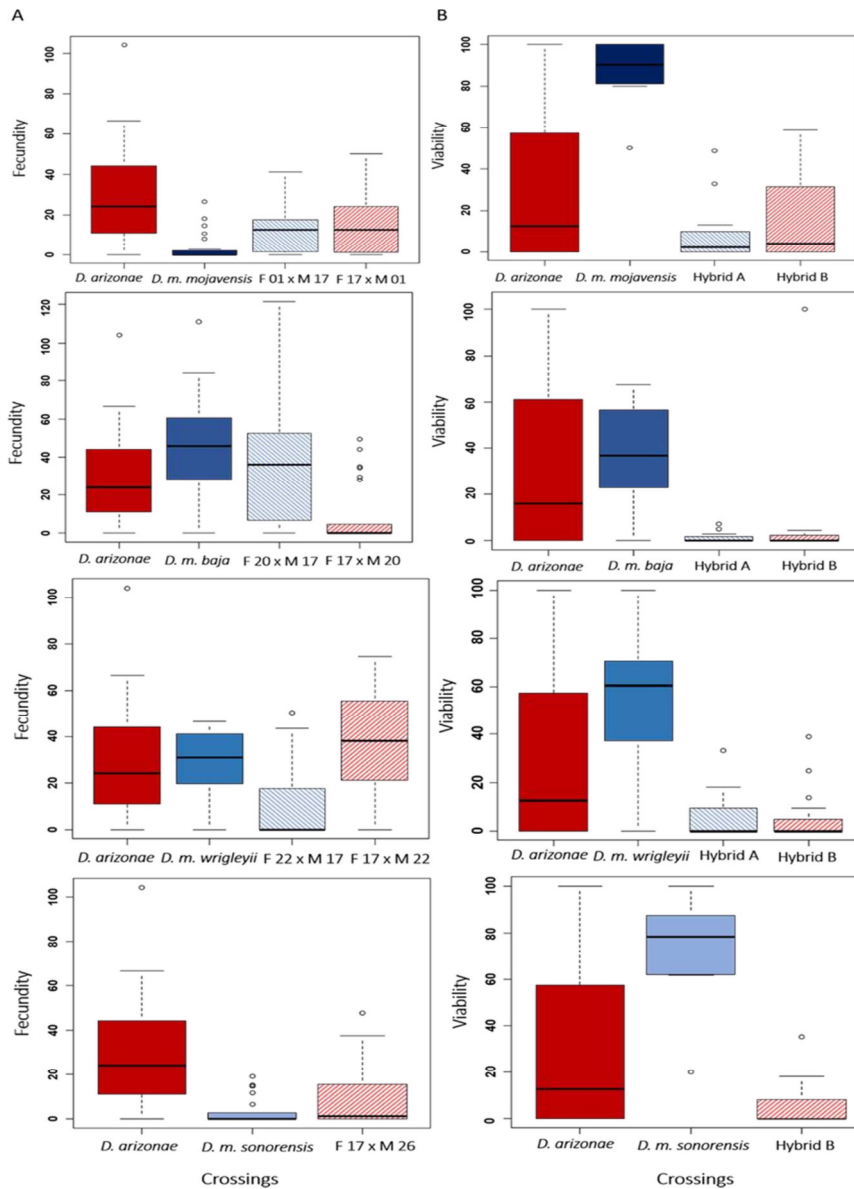 A
B
Fecundity
0 20 40 60 80 100
D. arizonae D. m. mojavensis F 01 x M 17 F 17 x M 01
Viability
0 20 40 60 80 100
D. arizonae D. m. mojavensis Hybrid A Hybrid B
Fecundity
0 20 40 60 80 100 120
D. arizonae D. m. baja F 20 x M 17 F 17 x M 20
Viability
0 20 40 60 80 100
D. arizonae D. m. baja Hybrid A Hybrid B
Fecundity
0 20 40 60 80 100
D. arizonae D. m. wrigleyii F 22 x M 17 F 17 x M 22
Viability
0 20 40 60 80 100
D. arizonae D. m. wrigleyii Hybrid A Hybrid B
Fecundity
0 20 40 60 80 100
D. arizonae D. m. sonorensis F 17 x M 26
Crossings
Viability
0 20 40 60 80 100
D. arizonae D. m. sonorensis Hybrid B
Crossings